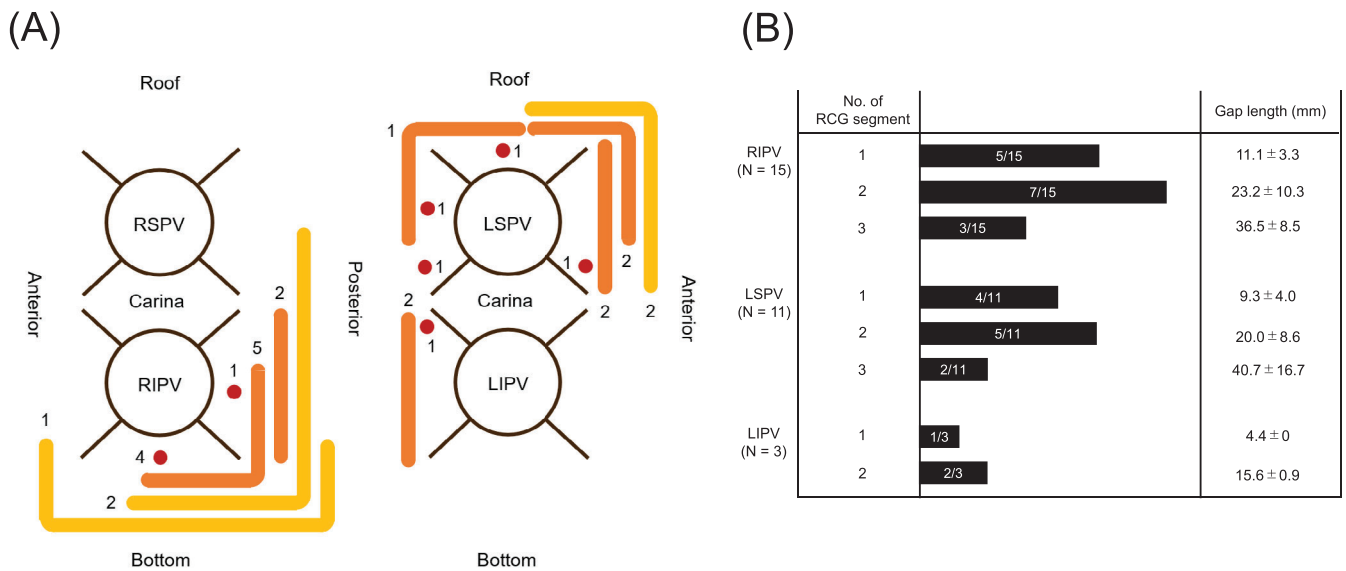 (A)
Roof
RSPV
Anterior
Carina
Posterior
2
RIPV
5
1
1
4
2
Bottom
Roof
1
1
1
LSPV
1
1
2
Anterior
2
Carina
2
2
1
LIPV
Bottom
(B)
No. of RCG segment
Gap length (mm)
RIPV (N = 15)
1
5/15
11.1±3.3
2
7/15
23.2±10.3
3
3/15
36.5±8.5
LSPV (N = 11)
1
4/11
9.3±4.0
2
5/11
20.0±8.6
3
2/11
40.7±16.7
LIPV (N = 3)
1
1/3
4.4±0
2
2/3
15.6±0.9